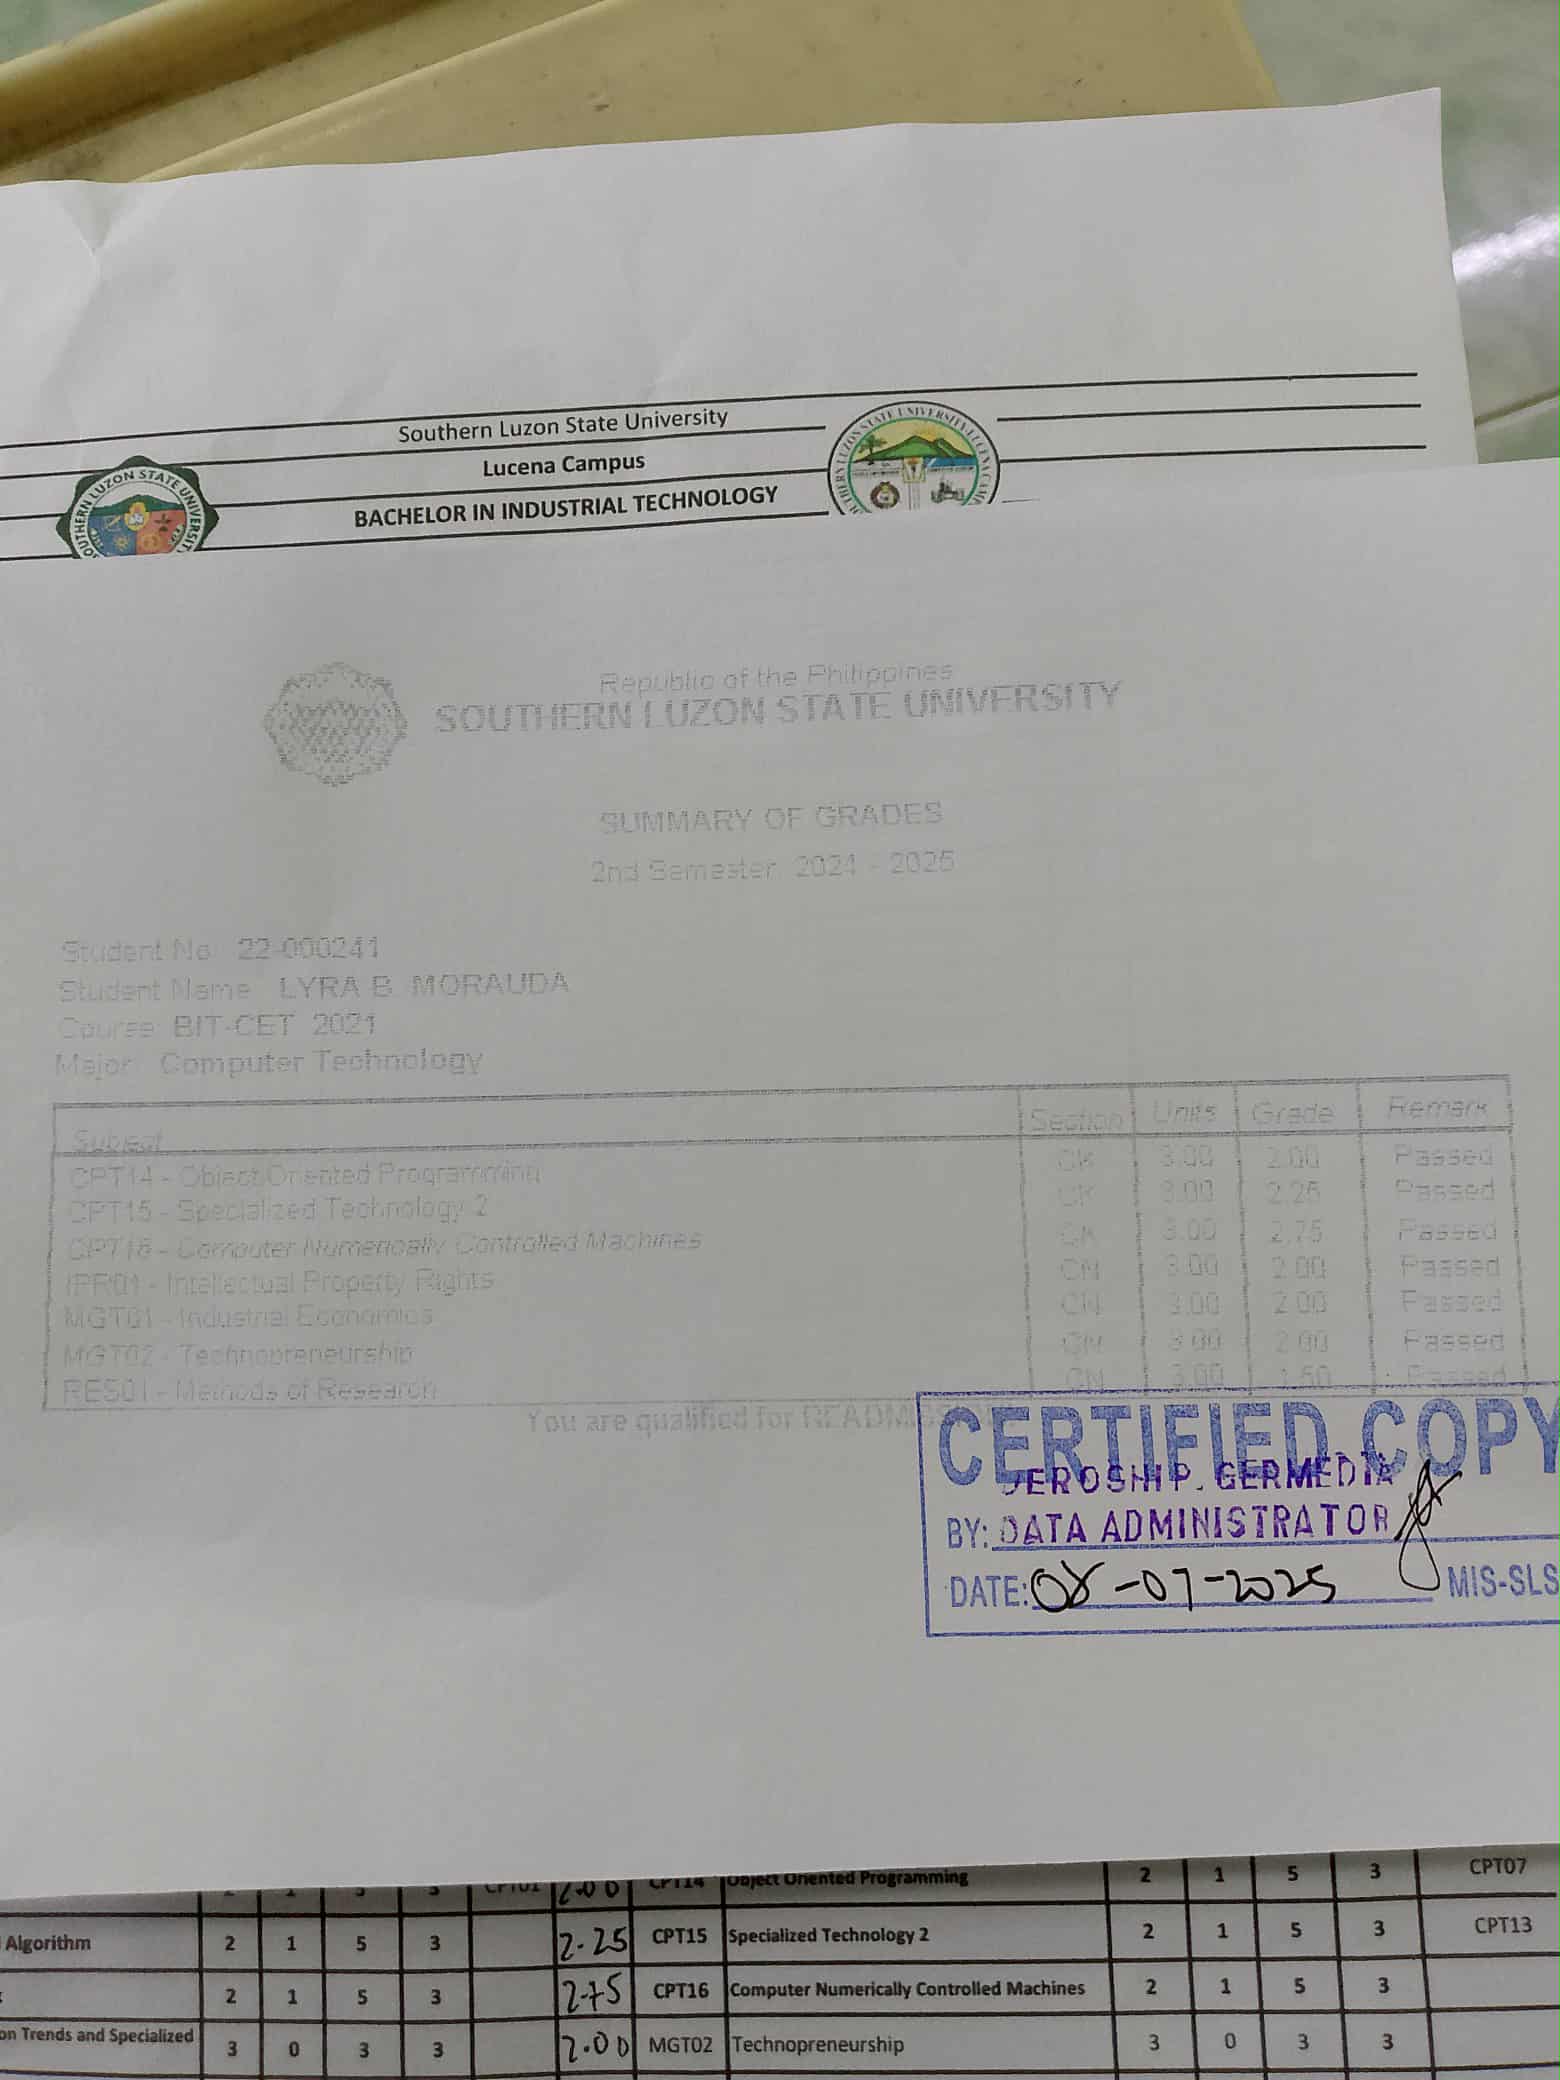 Southern Luzon State University
Lucena Campus
BACHELOR IN INDUSTRIAL TECHNOLOGY
SOUTHERN LUZON STATE UNIVERSITY
LUZON STATE UNIVERSITY
Republic of the Philippines
SOUTHERN LUZON STATE UNIVERSITY
SUMMARY OF GRADES
2nd Semester 2024 - 2025
Student No 22-000241
Student Name LYRA B. MORAUDA
Course BIT-CET 2021
Major Computer Technology
Subject Section Units Grade Remark
CPT14 - Object Oriented Programming CK 3.00 2.00 Passed
CPT15 - Specialized Technology 2 CK 3.00 2.25 Passed
CPT16 - Computer Numerically Controlled Machines CK 3.00 2.75 Passed
IPR01 - Intellectual Property Rights CN 3.00 2.00 Passed
MGT01 - Industrial Economics CN 3.00 2.00 Passed
MGT02 - Technopreneurship CN 3.00 2.00 Passed
RES01 - Methods of Research CN 3.00 1.50 Passed
You are qualified for
CERTIFIED COPY
JEROSHI P. GERMEDIA
BY: DATA ADMINISTRATOR
DATE: 08-07-2025 MIS-SLS
3 CPT01 2.00 CPT14 Object Oriented Programming 2 1 5 3 CPT07
Algorithm 2 1 5 3 2.25 CPT15 Specialized Technology 2 2 1 5 3 CPT13
2 1 5 3 2.75 CPT16 Computer Numerically Controlled Machines 2 1 5 3
on Trends and Specialized 3 0 3 3 2.00 MGT02 Technopreneurship 3 0 3 3